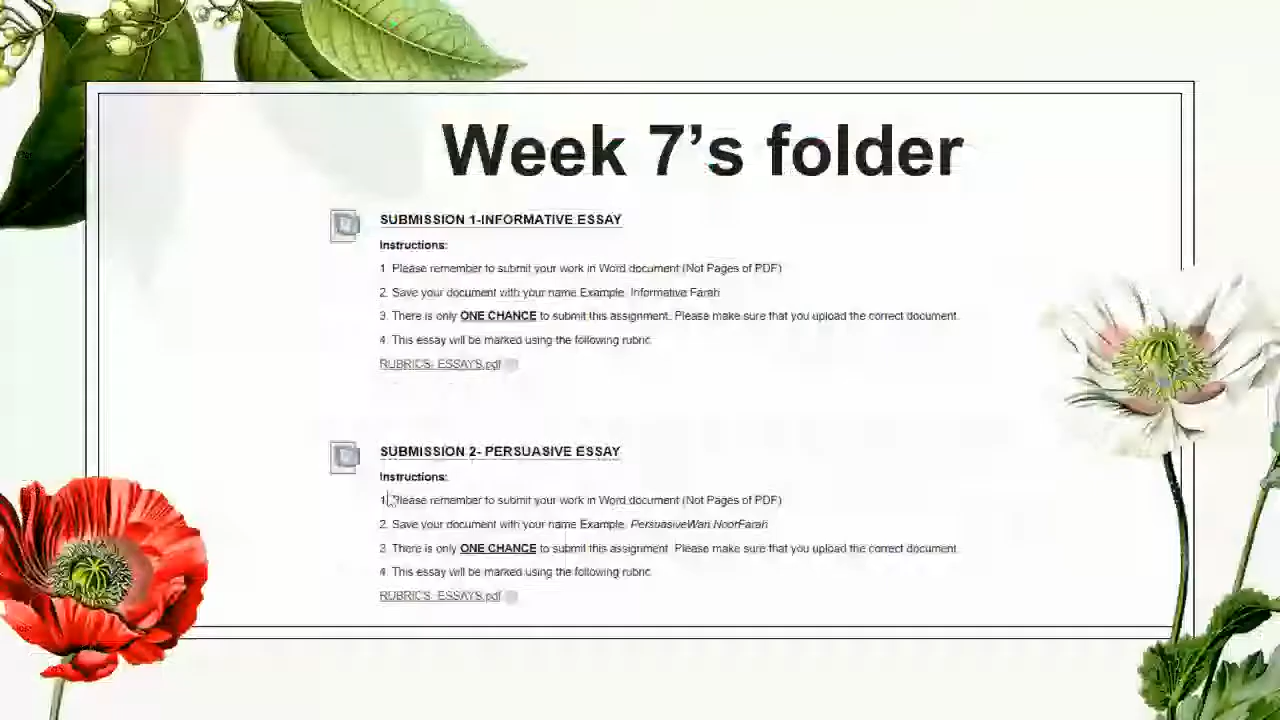 Week 7's folder
SUBMISSION 1-INFORMATIVE ESSAY
Instructions:
1. Please remember to submit your work in Word document (Not Pages of PDF)
2. Save your document with your name Example. Informative Farah
3. There is only ONE CHANCE to submit this assignment. Please make sure that you upload the correct document.
4. This essay will be marked using the following rubric.
RUBRICS- ESSAYS.pdf
SUBMISSION 2- PERSUASIVE ESSAY
Instructions:
1. Please remember to submit your work in Word document (Not Pages of PDF)
2. Save your document with your name Example. PersuasiveWan NoorFarah
3. There is only ONE CHANCE to submit this assignment. Please make sure that you upload the correct document.
4. This essay will be marked using the following rubric.
RUBRICS- ESSAYS.pdf